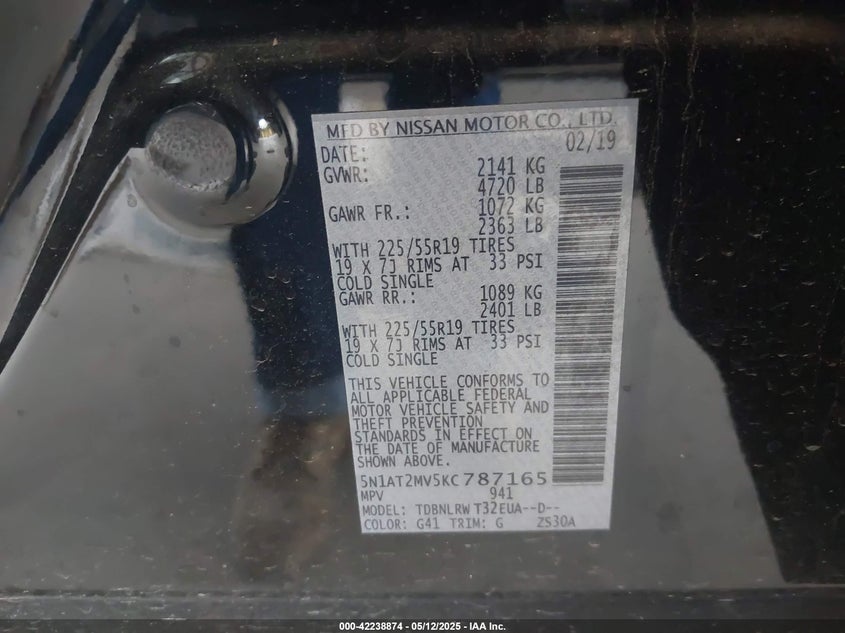 MFD BY NISSAN MOTOR CO., LTD.
DATE: 02/19
GVWR: 2141 KG
4720 LB
GAWR FR.: 1072 KG
2363 LB
WITH 225/55R19 TIRES
19 X 7J RIMS AT 33 PSI
COLD SINGLE
GAWR RR.: 1089 KG
2401 LB
WITH 225/55R19 TIRES
19 X 7J RIMS AT 33 PSI
COLD SINGLE
THIS VEHICLE CONFORMS TO
ALL APPLICABLE FEDERAL
MOTOR VEHICLE SAFETY AND
THEFT PREVENTION
STANDARDS IN EFFECT ON
THE DATE OF MANUFACTURE
SHOWN ABOVE.
5N1AT2MV5KC787165
MPV 941
MODEL: TDBNLRW T32EUA--D--
COLOR: G41 TRIM: G ZS30A
000-42238874 - 05/12/2025 - IAA Inc.